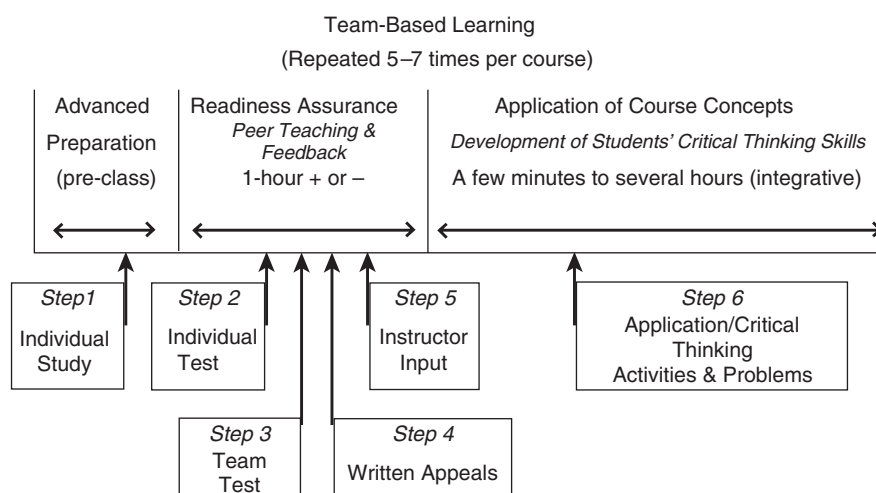 Team-Based Learning
(Repeated 5–7 times per course)
Advanced
Preparation
(pre-class)
Readiness Assurance
Peer Teaching &
Feedback
1-hour + or –
Application of Course Concepts
Development of Students’ Critical Thinking Skills
A few minutes to several hours (integrative)
Step1
Individual
Study
Step 2
Individual
Test
Step 3
Team
Test
Step 4
Written Appeals
Step 5
Instructor
Input
Step 6
Application/Critical
Thinking
Activities & Problems